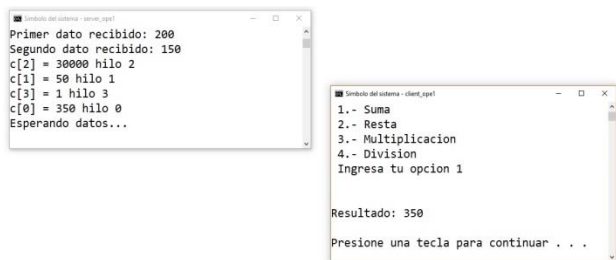 Símbolo del sistema - server_ope1
Primer dato recibido: 200
Segundo dato recibido: 150
c[2] = 30000 hilo 2
c[1] = 50 hilo 1
c[3] = 1 hilo 3
c[0] = 350 hilo 0
Esperando datos...
Símbolo del sistema - client_ope1
1.- Suma
2.- Resta
3.- Multiplicacion
4.- Division
Ingresa tu opcion 1
Resultado: 350
Presione una tecla para continuar . . .